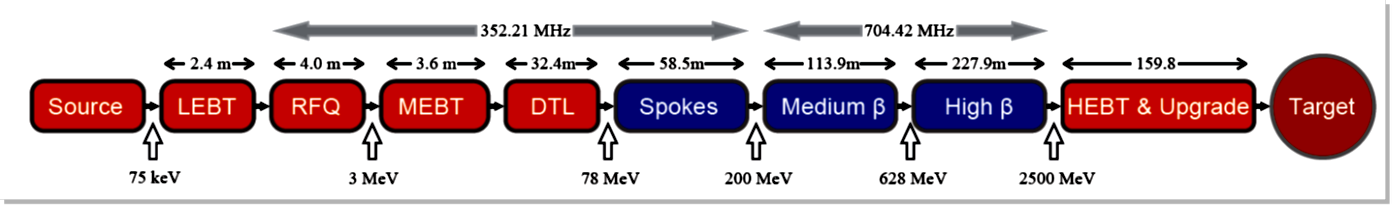 352.21 MHz 704.42 MHz
2.4 m 4.0 m 3.6 m 32.4m 58.5m 113.9m 227.9m 159.8
Source LEBT RFQ MEBT DTL Spokes Medium β High β HEBT & Upgrade Target
75 keV 3 MeV 78 MeV 200 MeV 628 MeV 2500 MeV